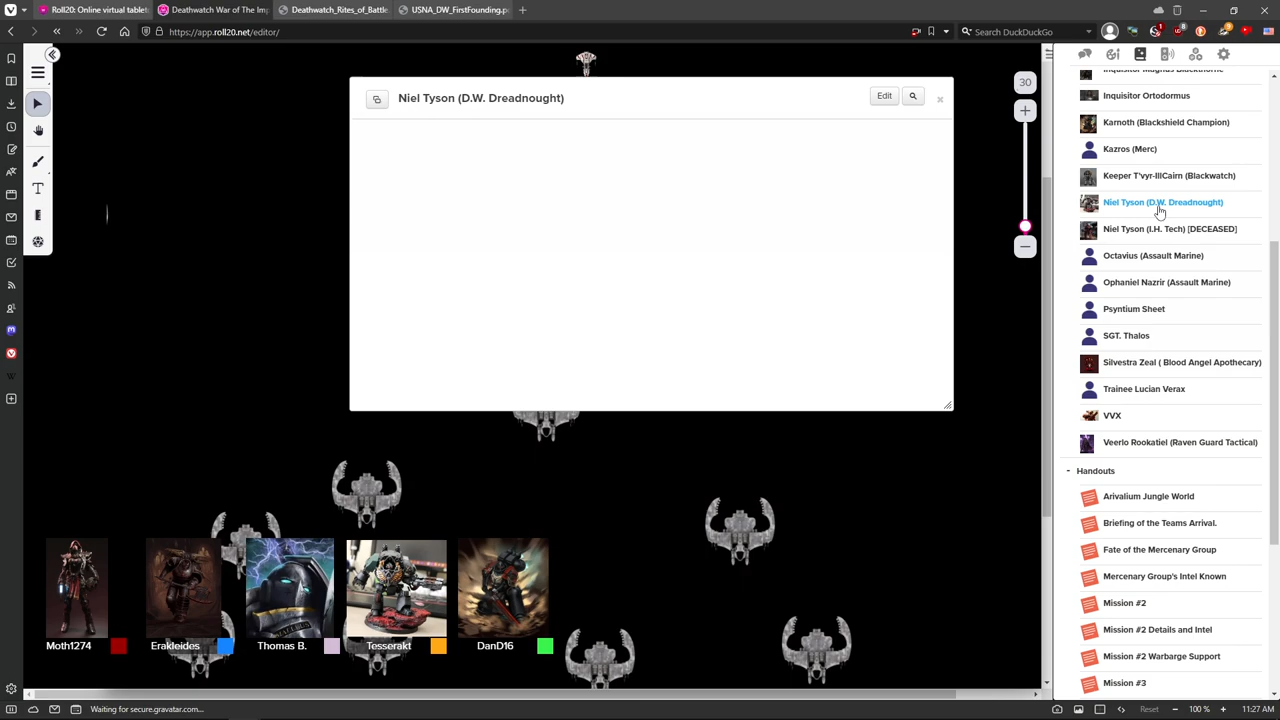 Roll20: Online virtual tablet
Deathwatch War of The Imp
Deathwatch_Rites_of_Battle
USNA_DW_FirstFounding.p
https://app.roll20.net/editor/
Search DuckDuckGo
Niel Tyson (D.W. Dreadnought)
Edit
30
Inquisitor Magnus Blackthorne
Inquisitor Ortodormus
Karnoth (Blackshield Champion)
Kazros (Merc)
Keeper T'vyr-IllCairn (Blackwatch)
Niel Tyson (D.W. Dreadnought)
Niel Tyson (I.H. Tech) [DECEASED]
Octavius (Assault Marine)
Ophaniel Nazrir (Assault Marine)
Psyntium Sheet
SGT. Thalos
Silvestra Zeal ( Blood Angel Apothecary)
Trainee Lucian Verax
VVX
Veerlo Rookatiel (Raven Guard Tactical)
Handouts
Arivalium Jungle World
Briefing of the Teams Arrival.
Fate of the Mercenary Group
Mercenary Group's Intel Known
Mission #2
Mission #2 Details and Intel
Mission #2 Warbarge Support
Mission #3
Moth1274
Erakleides
Thomas B.
Tesserakt
DanD16
Waiting for secure.gravatar.com...
Reset
100 %
11:27 AM